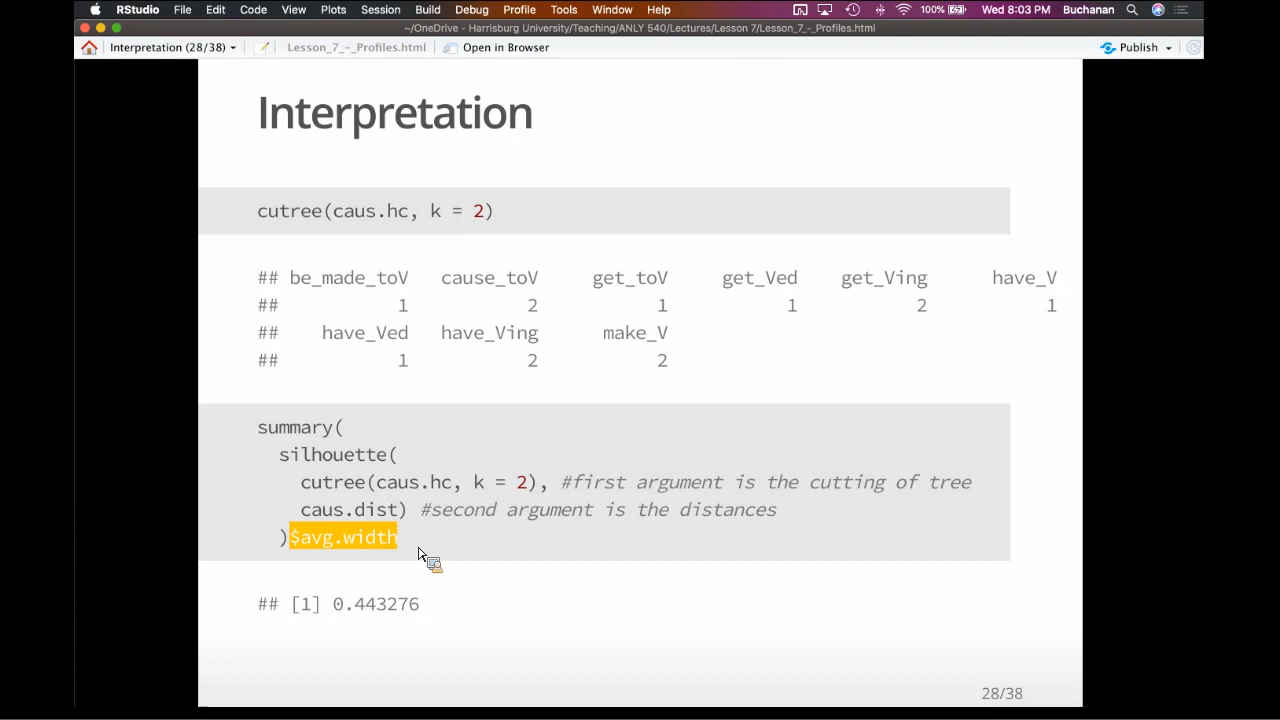 RStudio File Edit Code View Plots Session Build Debug Profile Tools Window Help 100% Wed 8:03 PM Buchanan
~/OneDrive - Harrisburg University/Teaching/ANLY 540/Lectures/Lesson 7/Lesson_7_-_Profiles.html
Interpretation (28/38) Lesson_7_-_Profiles.html Open in Browser Publish
Interpretation
cutree(caus.hc, k = 2)
## be_made_toV cause_toV get_toV get_Ved get_Ving have_V
## 1 2 1 1 2 1
## have_Ved have_Ving make_V
## 1 2 2
summary(
silhouette(
cutree(caus.hc, k = 2), #first argument is the cutting of tree
caus.dist) #second argument is the distances
)$avg.width
## [1] 0.443276
28/38